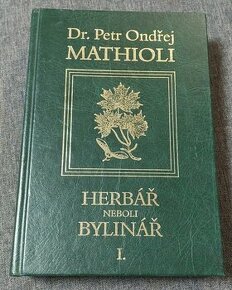 Dr. Petr Ondřej
MATHIOLI
HERBÁŘ
NEBOLI
BYLINÁŘ
I.